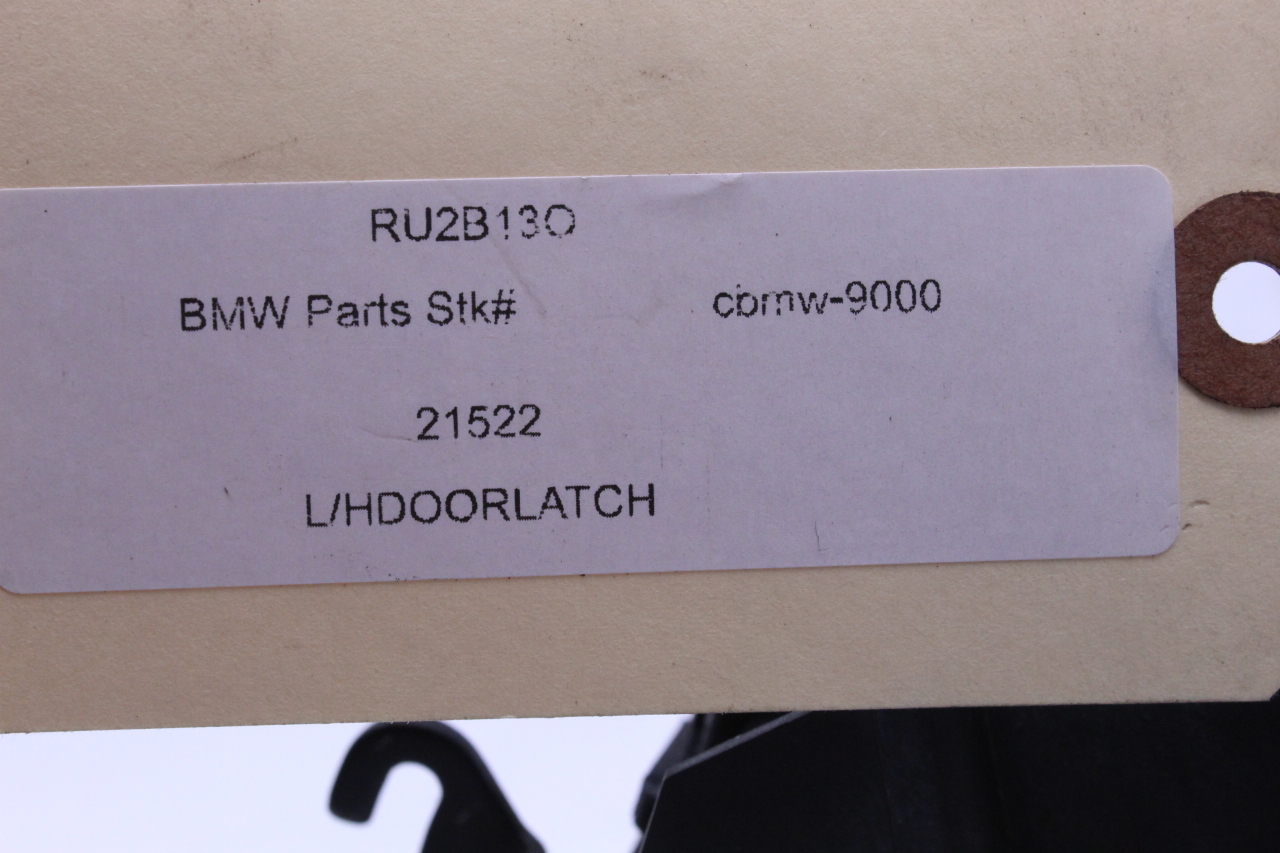 RU2B13O
BMW Parts Stk# cbmw-9000
21522
L/HDOORLATCH